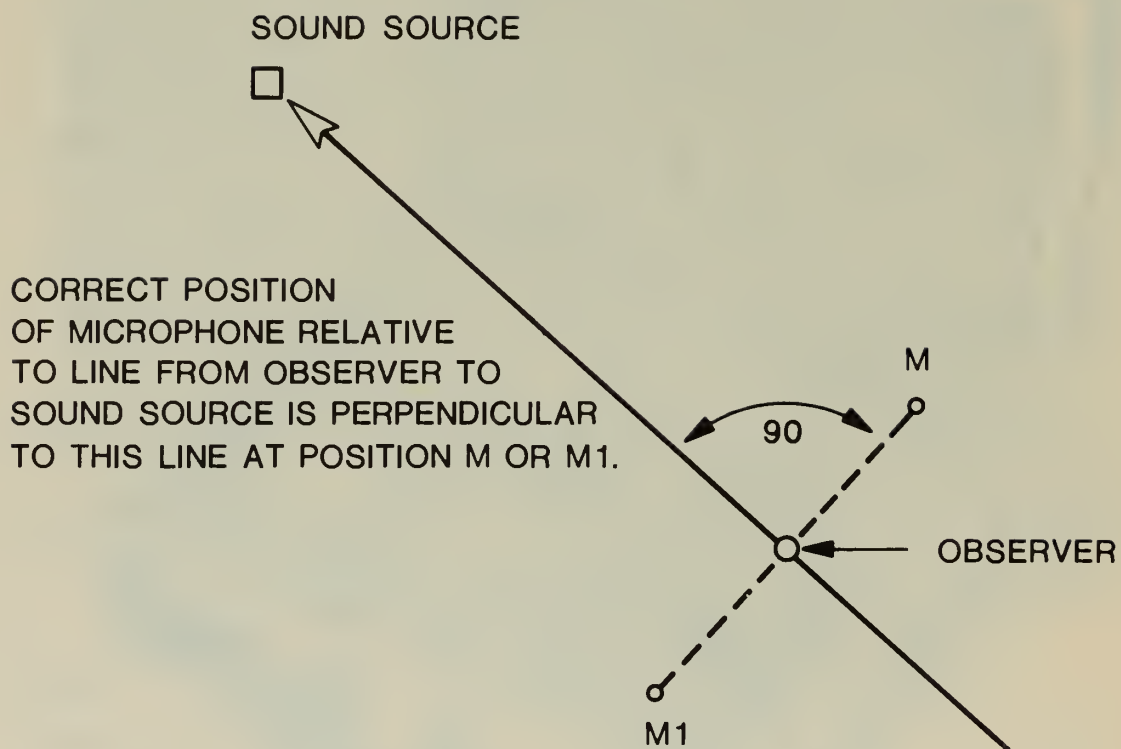 SOUND SOURCE
CORRECT POSITION
OF MICROPHONE RELATIVE
TO LINE FROM OBSERVER TO
SOUND SOURCE IS PERPENDICULAR
TO THIS LINE AT POSITION M OR M1.
M
90
OBSERVER
M1